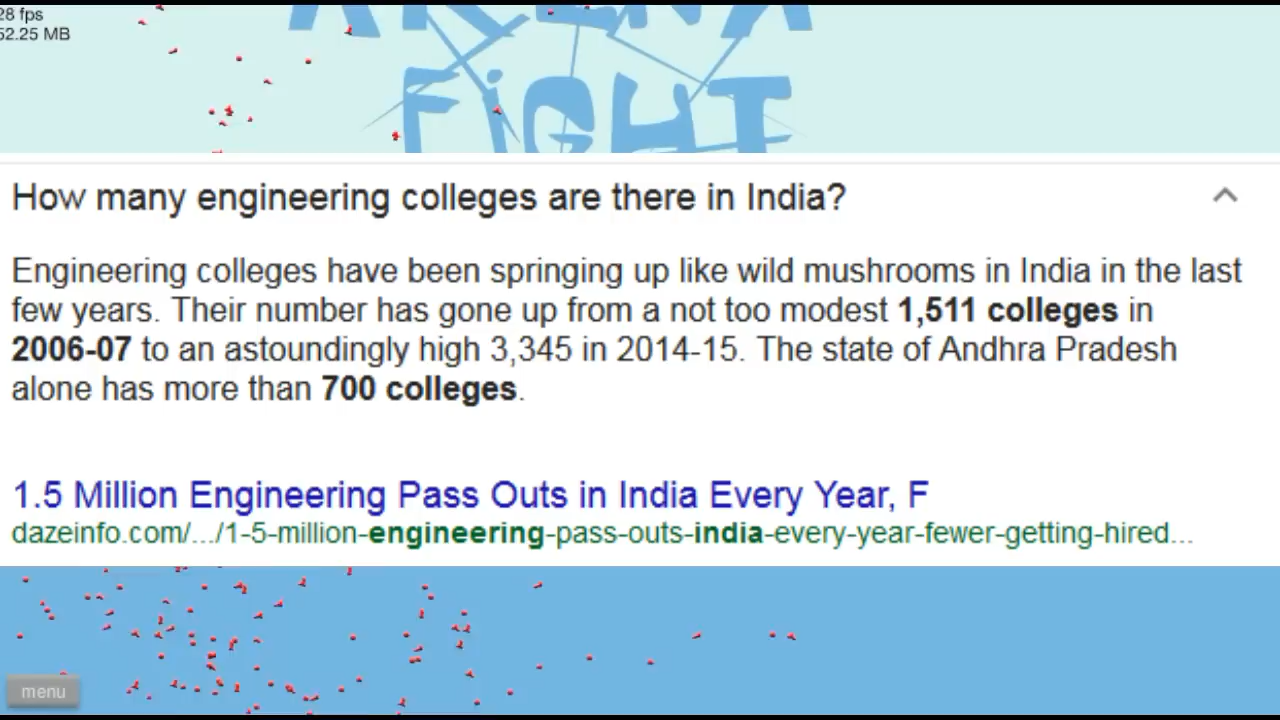 28 fps
52.25 MB
ARENA
FIGHT
How many engineering colleges are there in India?
Engineering colleges have been springing up like wild mushrooms in India in the last
few years. Their number has gone up from a not too modest 1,511 colleges in
2006-07 to an astoundingly high 3,345 in 2014-15. The state of Andhra Pradesh
alone has more than 700 colleges.
1.5 Million Engineering Pass Outs in India Every Year, F
dazeinfo.com/.../1-5-million-engineering-pass-outs-india-every-year-fewer-getting-hired...
menu